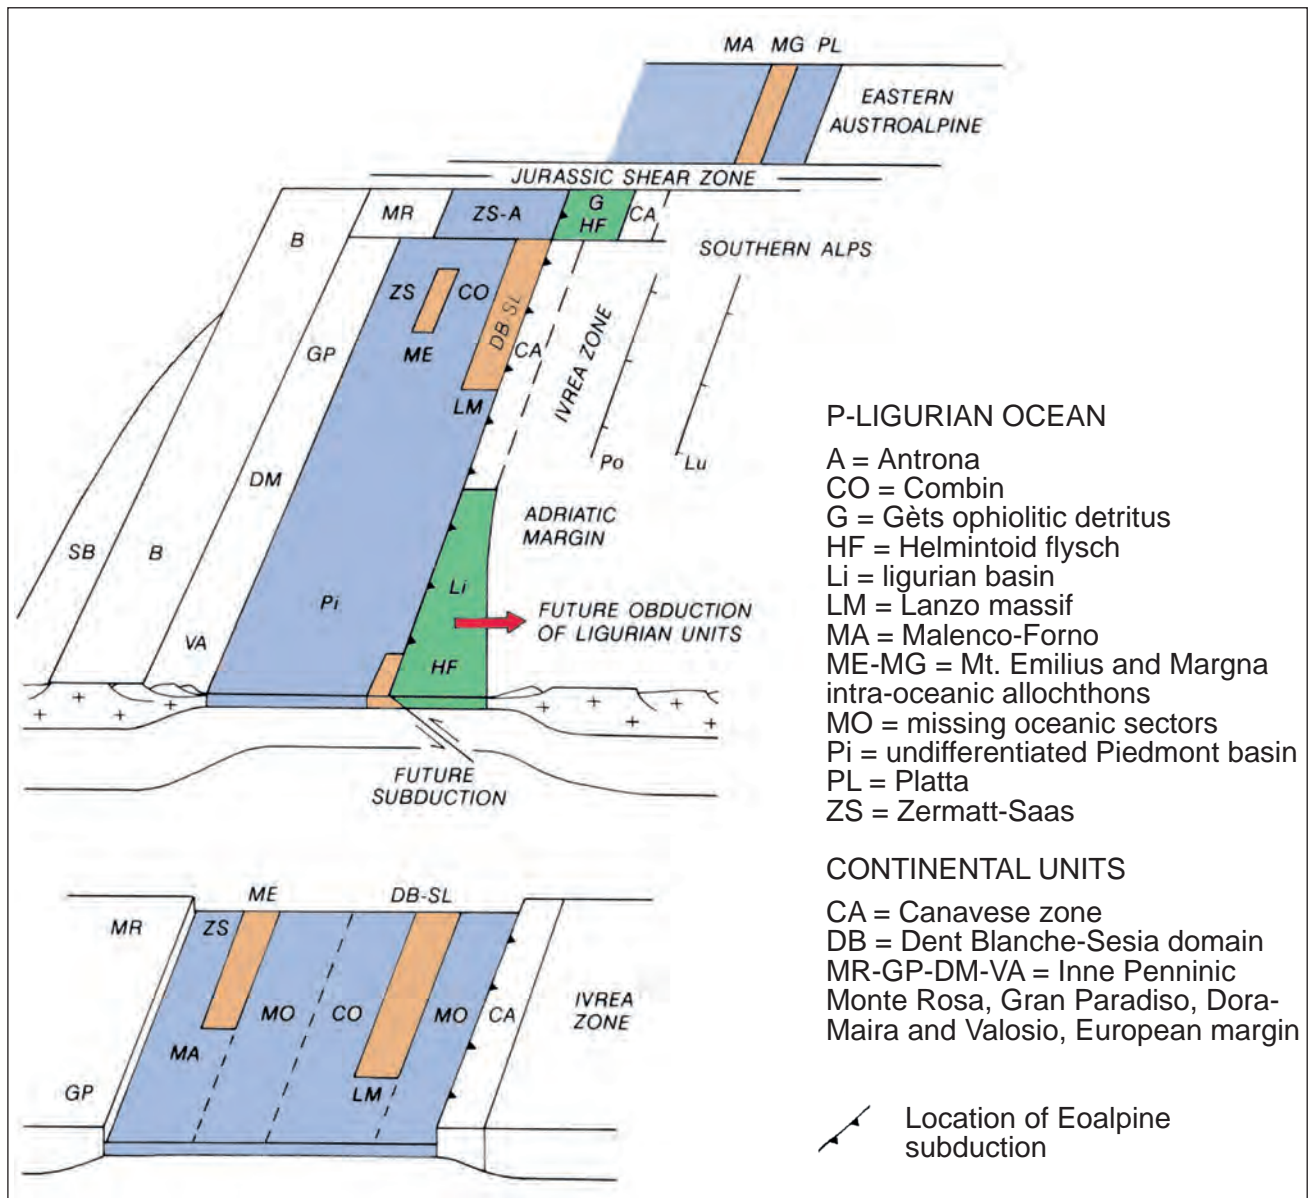 MA MG PL
EASTERN
AUSTROALPINE
JURASSIC SHEAR ZONE
B
MR
ZS-A
G
HF
CA
SOUTHERN ALPS
ZS
CO
DB-SL
GP
ME
CA
IVREA ZONE
LM
Po
Lu
DM
ADRIATIC
MARGIN
SB
B
Li
Pi
FUTURE OBDUCTION
OF LIGURIAN UNITS
VA
HF
FUTURE
SUBDUCTION
P-LIGURIAN OCEAN
A = Antrona
CO = Combin
G = Gèts ophiolitic detritus
HF = Helmintoid flysch
Li = ligurian basin
LM = Lanzo massif
MA = Malenco-Forno
ME-MG = Mt. Emilius and Margna
intra-oceanic allochthons
MO = missing oceanic sectors
Pi = undifferentiated Piedmont basin
PL = Platta
ZS = Zermatt-Saas
CONTINENTAL UNITS
CA = Canavese zone
DB = Dent Blanche-Sesia domain
MR-GP-DM-VA = Inne Penninic
Monte Rosa, Gran Paradiso, Dora-
Maira and Valosio, European margin
Location of Eoalpine
subduction
ME
DB-SL
MR
ZS
MO
CO
MO
CA
IVREA
ZONE
MA
GP
LM